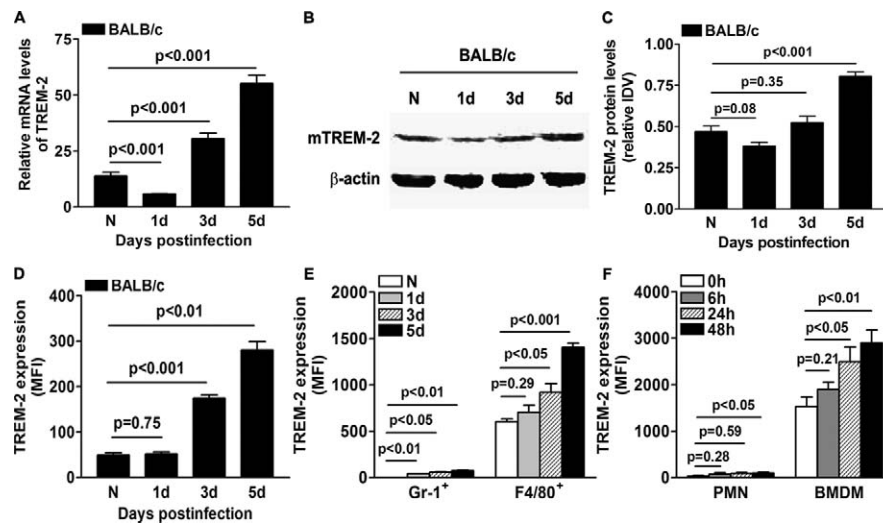 A
BALB/c
Relative mRNA levels
of TREM-2
75
50
25
0
p<0.001
p<0.001
p<0.001
N 1d 3d 5d
Days postinfection
B
BALB/c
N 1d 3d 5d
mTREM-2
β-actin
C
BALB/c
TREM-2 protein levels
(relative IDV)
1.00
0.75
0.50
0.25
0.00
p<0.001
p=0.35
p=0.08
N 1d 3d 5d
Days postinfection
D
BALB/c
TREM-2 expression
(MFI)
400
300
200
100
0
p<0.01
p<0.001
p=0.75
N 1d 3d 5d
Days postinfection
E
N
1d
3d
5d
TREM-2 expression
(MFI)
2000
1500
1000
500
0
p<0.01
p<0.05
p<0.01
p<0.001
p<0.05
p=0.29
Gr-1⁺ F4/80⁺
F
0h
6h
24h
48h
TREM-2 expression
(MFI)
4000
3000
2000
1000
0
p<0.05
p=0.59
p=0.28
p<0.01
p<0.05
p=0.21
PMN BMDM